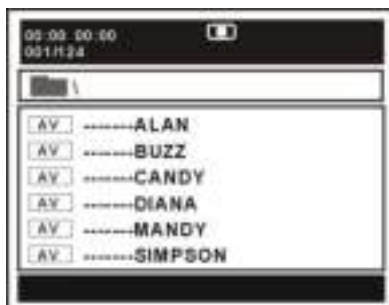 00:00 00:00
001/124
\
AV -------ALAN
AV -------BUZZ
AV -------CANDY
AV -------DIANA
AV -------MANDY
AV -------SIMPSON